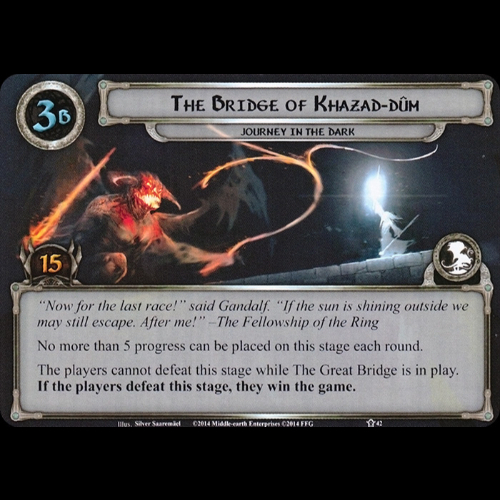 3B
THE BRIDGE OF KHAZAD-DÛM
JOURNEY IN THE DARK
15
“Now for the last race!” said Gandalf. “If the sun is shining outside we
may still escape. After me!” –The Fellowship of the Ring
No more than 5 progress can be placed on this stage each round.
The players cannot defeat this stage while The Great Bridge is in play.
If the players defeat this stage, they win the game.
Illus. Silver Saaremäel ©2014 Middle-earth Enterprises ©2014 FFG 42